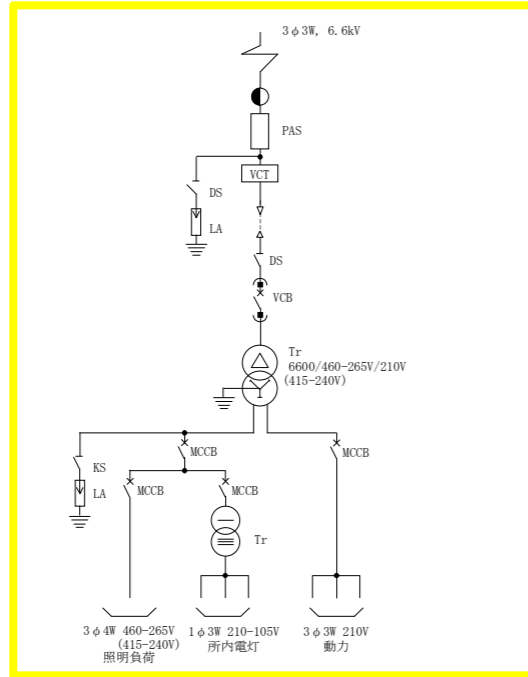 3φ3W, 6.6kV
PAS
VCT
DS
LA
DS
VCB
Tr
6600/460-265V/210V
(415-240V)
MCCB
MCCB
KS
LA
MCCB
MCCB
Tr
3φ4W 460-265V
(415-240V)
照明負荷
1φ3W 210-105V
所内電灯
3φ3W 210V
動力